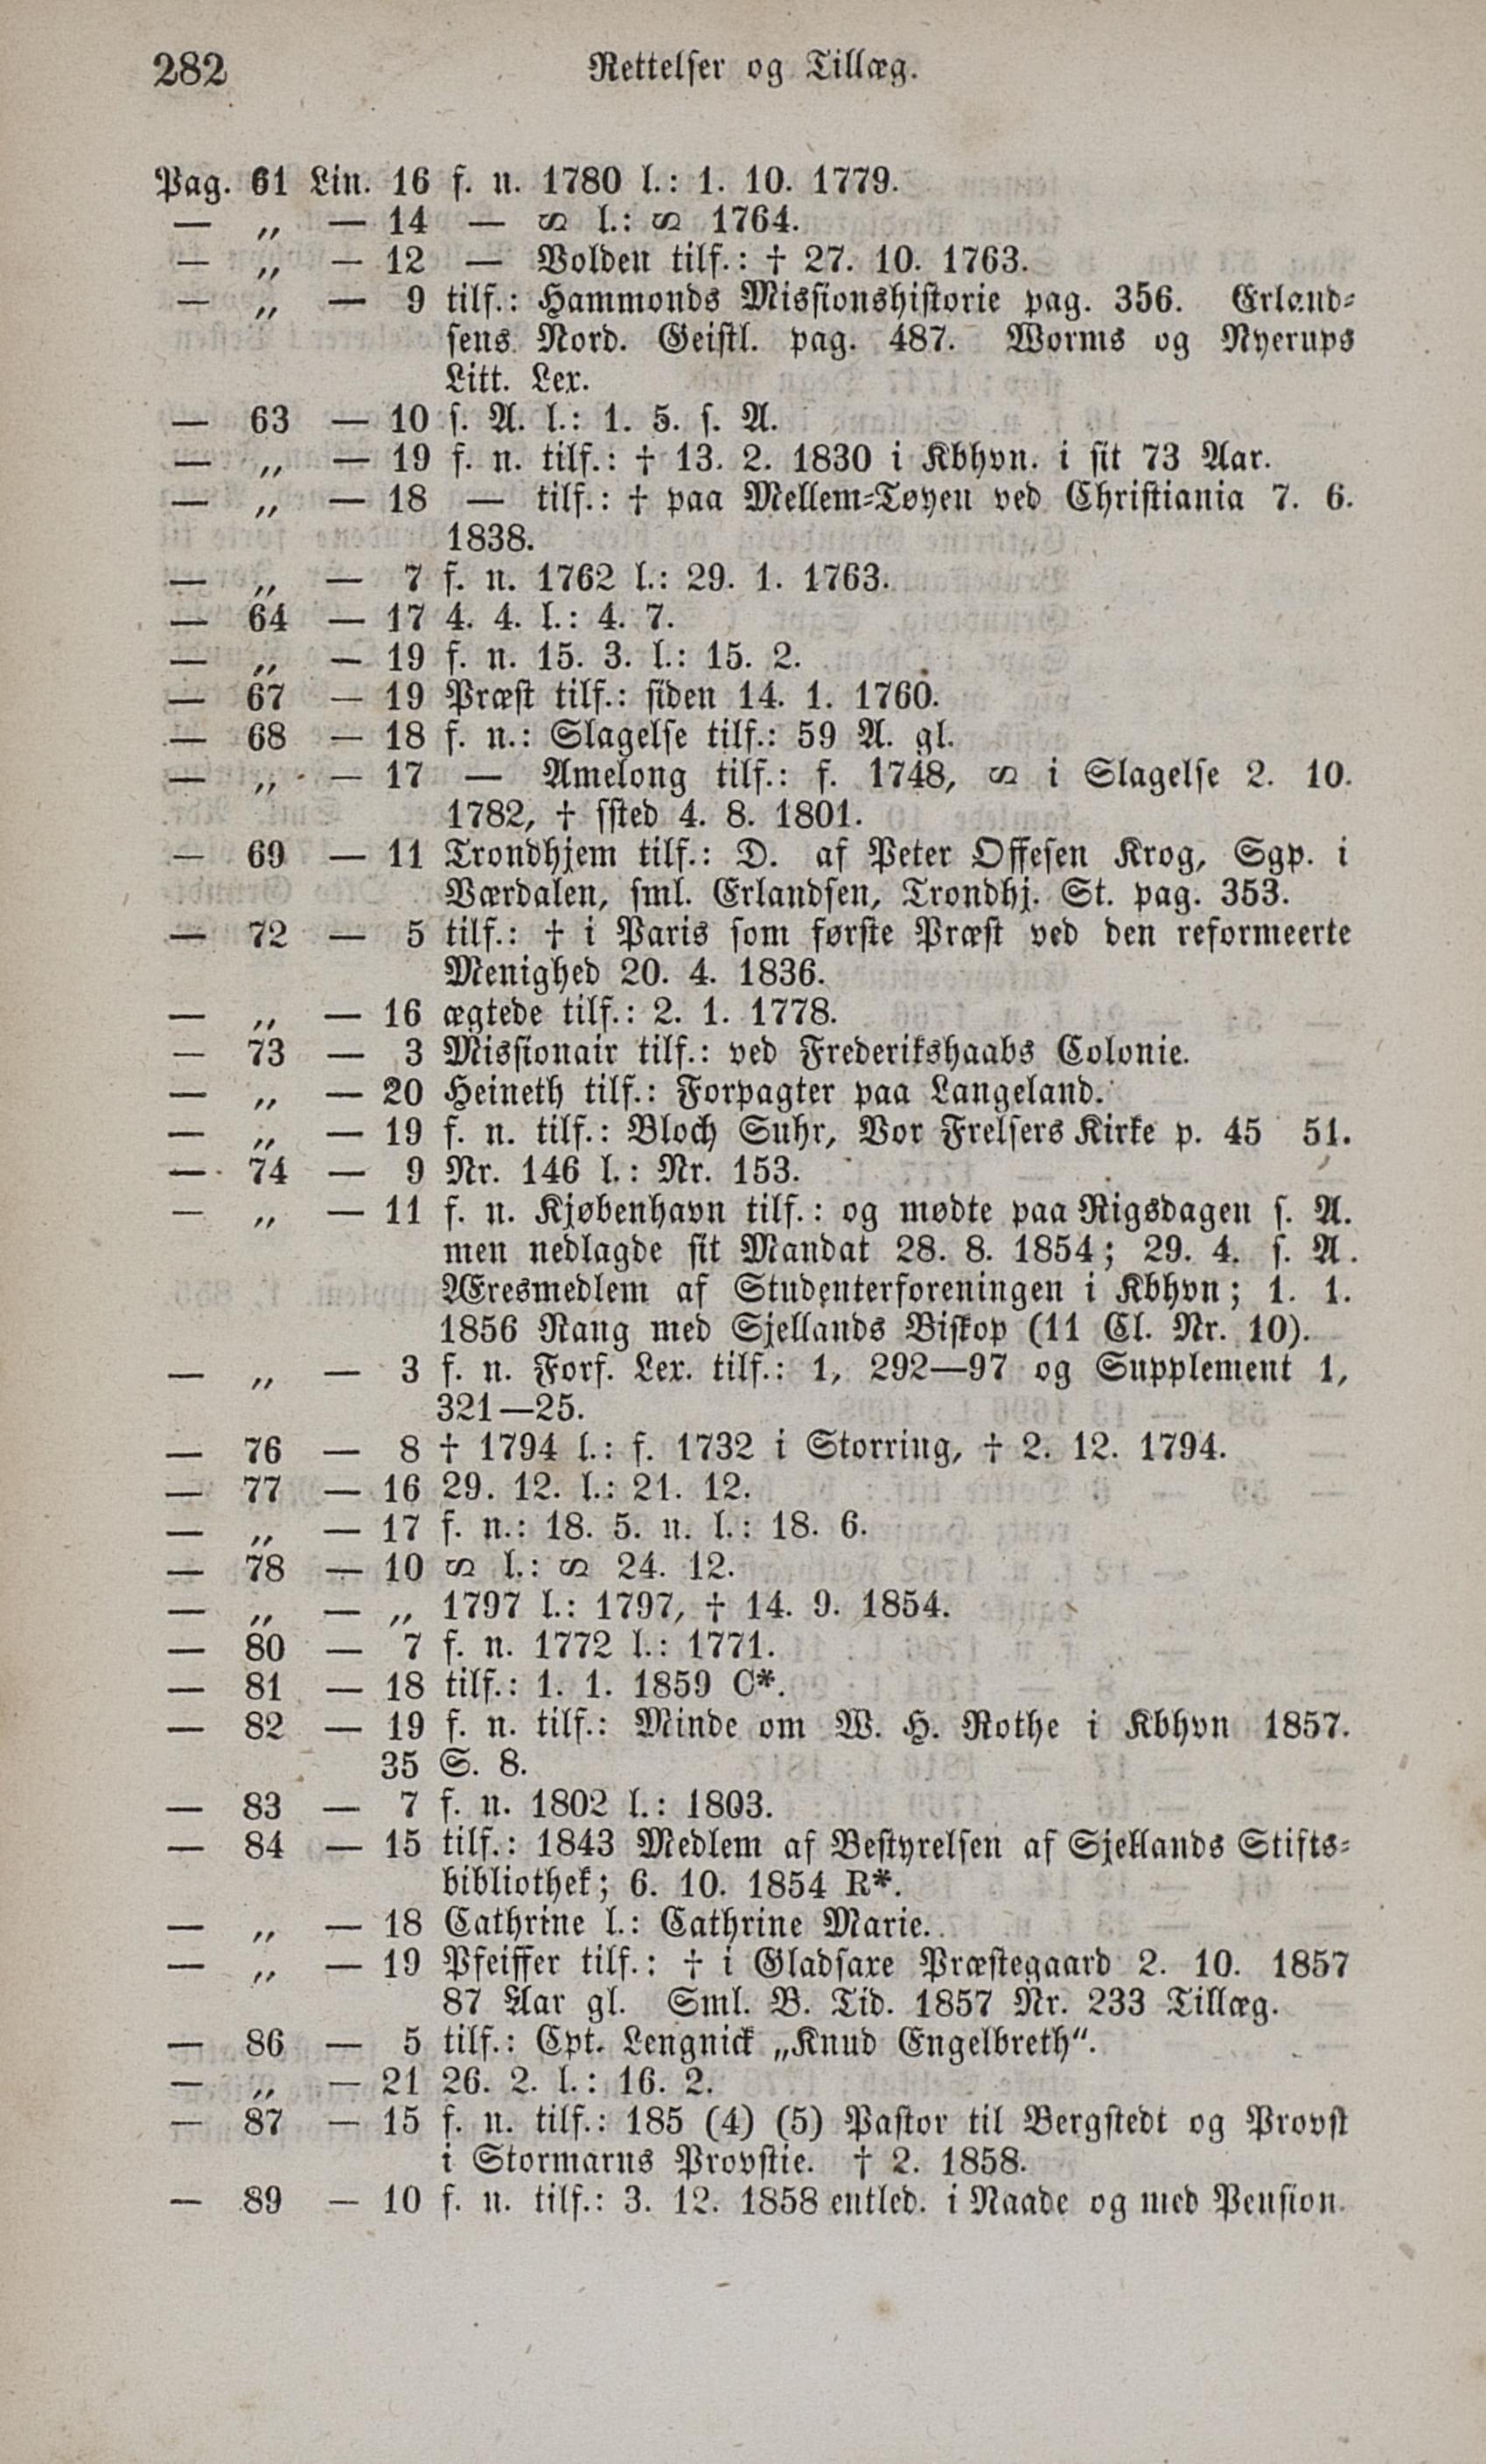 282 Rettelser og Tillæg.
Pag. 61 Lin. 16 f. n. 1780 l.: 1. 10. 1779.
— „ — 14 — ∽ l.: ∽ 1764.
— „ — 12 — Volden tilf.: † 27. 10. 1763.
— „ — 9 tilf.: Hammonds Missionshistorie pag. 356. Erland-
sens Nord. Geistl. pag. 487. Worms og Nyerups
Litt. Lex.
— 63 — 10 s. A. l.: 1. 5. s. A.
— „ — 19 f. n. tilf.: † 13. 2. 1830 i Kbhvn. i sit 73 Aar.
— „ — 18 — tilf.: † paa Mellem-Tøyen ved Christiania 7. 6.
1838.
— „ — 7 f. n. 1762 l.: 29. 1. 1763.
— 64 — 17 4. 4. l.: 4. 7.
— „ — 19 f. n. 15. 3. l.: 15. 2.
— 67 — 19 Præst tilf.: siden 14. 1. 1760.
— 68 — 18 f. n.: Slagelse tilf.: 59 A. gl.
— „ — 17 — Amelong tilf.: f. 1748, ∽ i Slagelse 2. 10.
1782, † ssted 4. 8. 1801.
— 69 — 11 Trondhjem tilf.: D. af Peter Offesen Krog, Sgp. i
Værdalen, sml. Erlandsen, Trondhj. St. pag. 353.
— 72 — 5 tilf.: † i Paris som første Præst ved den reformeerte
Menighed 20. 4. 1836.
— „ — 16 ægtede tilf.: 2. 1. 1778.
— 73 — 3 Missionair tilf.: ved Frederikshaabs Colonie.
— „ — 20 Heineth tilf.: Forpagter paa Langeland.
— „ — 19 f. n. tilf.: Bloch Suhr, Vor Frelsers Kirke p. 45 51.
— 74 — 9 Nr. 146 l.: Nr. 153.
— „ — 11 f. n. Kjøbenhavn tilf.: og mødte paa Rigsdagen s. A.
men nedlagde sit Mandat 28. 8. 1854; 29. 4. s. A.
Æresmedlem af Studenterforeningen i Kbhvn; 1. 1.
1856 Rang med Sjellands Biskop (11 Cl. Nr. 10).
— „ — 3 f. n. Forf. Lex. tilf.: 1, 292—97 og Supplement 1,
321—25.
— 76 — 8 † 1794 l.: f. 1732 i Storring, † 2. 12. 1794.
— 77 — 16 29. 12. l.: 21. 12.
— „ — 17 f. n.: 18. 5. n. l.: 18. 6.
— 78 — 10 ∽ l.: ∽ 24. 12.
— „ — „ 1797 l.: 1797, † 14. 9. 1854.
— 80 — 7 f. n. 1772 l.: 1771.
— 81 — 18 tilf.: 1. 1. 1859 C*.
— 82 — 19 f. n. tilf.: Minde om W. H. Rothe i Kbhvn 1857.
35 S. 8.
— 83 — 7 f. n. 1802 l.: 1803.
— 84 — 15 tilf.: 1843 Medlem af Bestyrelsen af Sjellands Stifts-
bibliothek; 6. 10. 1854 R*.
— „ — 18 Cathrine l.: Cathrine Marie.
— „ — 19 Pfeiffer tilf.: † i Gladsaxe Præstegaard 2. 10. 1857
87 Aar gl. Sml. B. Tid. 1857 Nr. 233 Tillæg.
— 86 — 5 tilf.: Cpt. Lengnick „Knud Engelbreth“.
— „ — 21 26. 2. l.: 16. 2.
— 87 — 15 f. n. tilf.: 185 (4) (5) Pastor til Bergstedt og Provst
i Stormarns Provstie. † 2. 1858.
— 89 — 10 f. n. tilf.: 3. 12. 1858 entled. i Naade og med Pension.